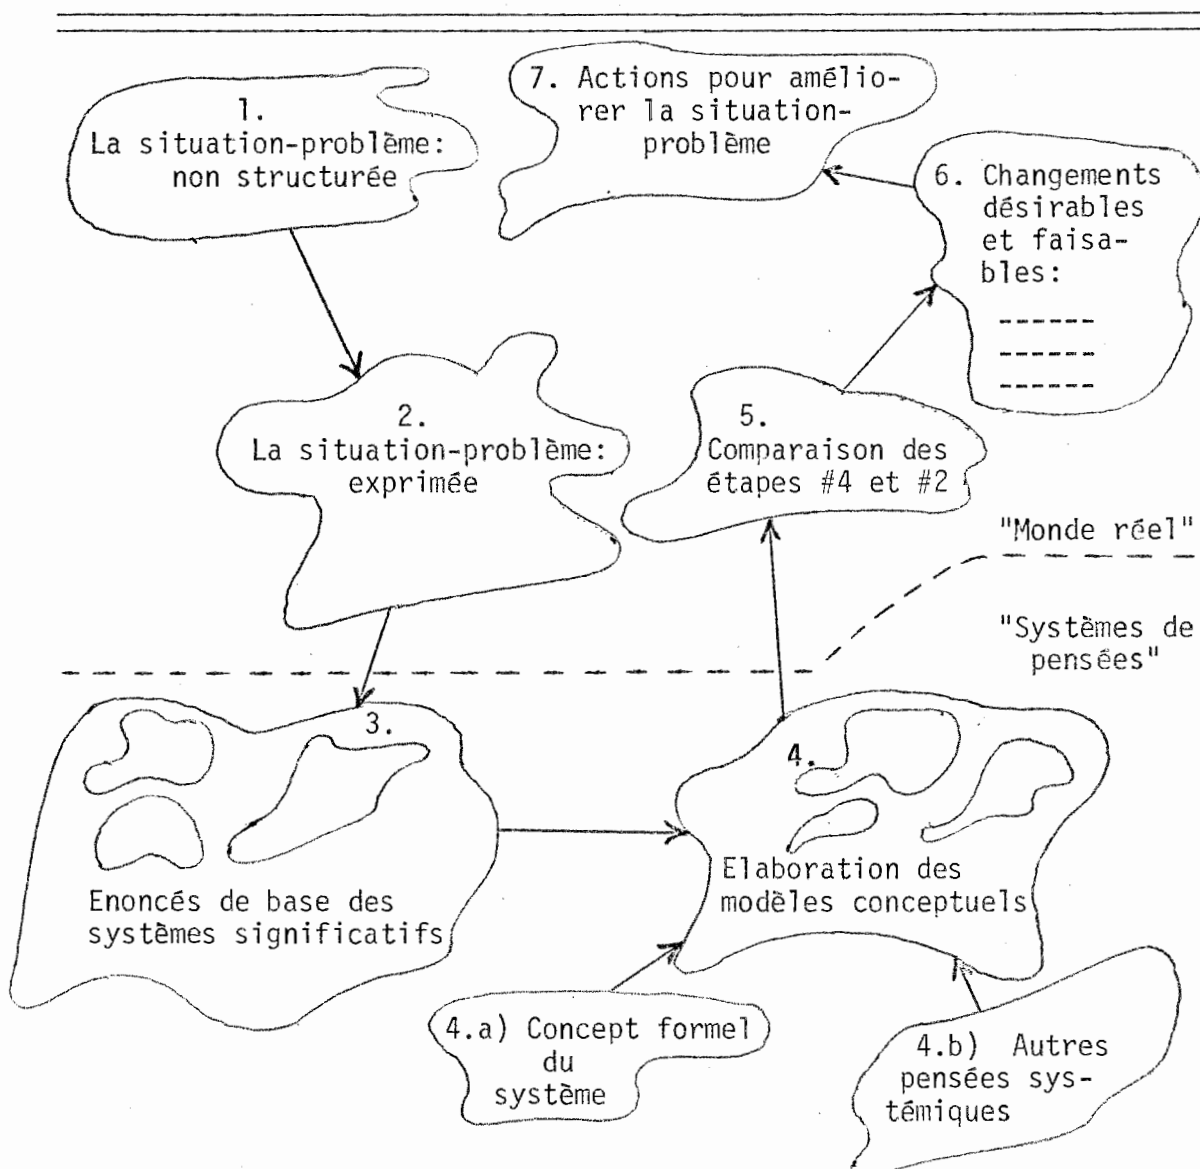 1.
La situation-problème:
non structurée
7. Actions pour amélio-
rer la situation-
problème
6. Changements
désirables
et faisa-
bles:
------
------
------
2.
La situation-problème:
exprimée
5.
Comparaison des
étapes #4 et #2
"Monde réel"
"Systèmes de
pensées"
3.
Enoncés de base des
systèmes significatifs
4.
Elaboration des
modèles conceptuels
4.a) Concept formel
du
système
4.b) Autres
pensées sys-
témiques